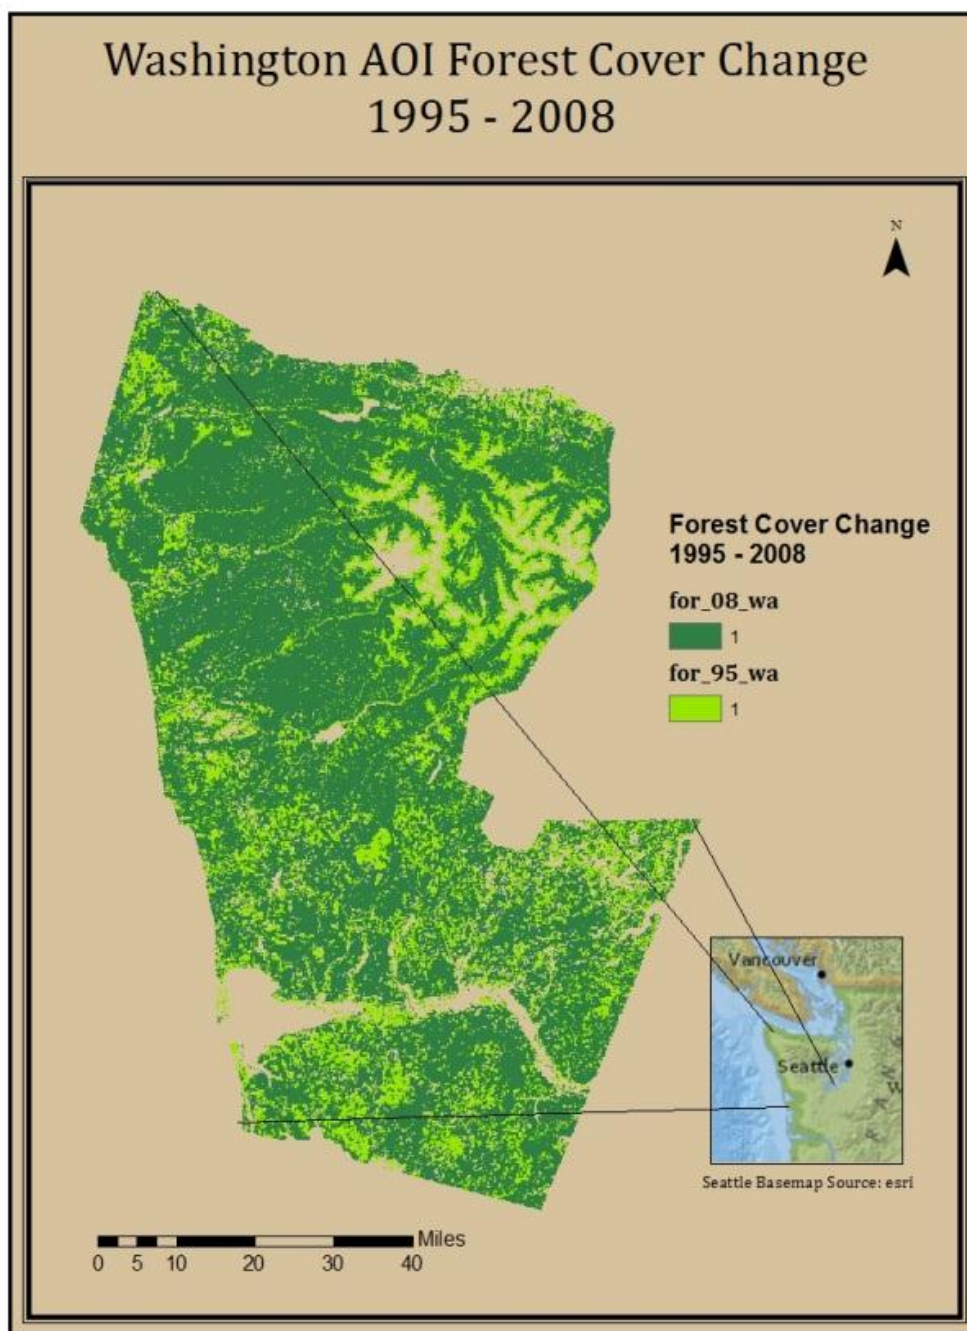 Washington AOI Forest Cover Change
1995 - 2008
N
Forest Cover Change
1995 - 2008
for_08_wa
1
for_95_wa
1
Vancouver
Seattle
Seattle Basemap Source: esri
Miles
0 5 10 20 30 40